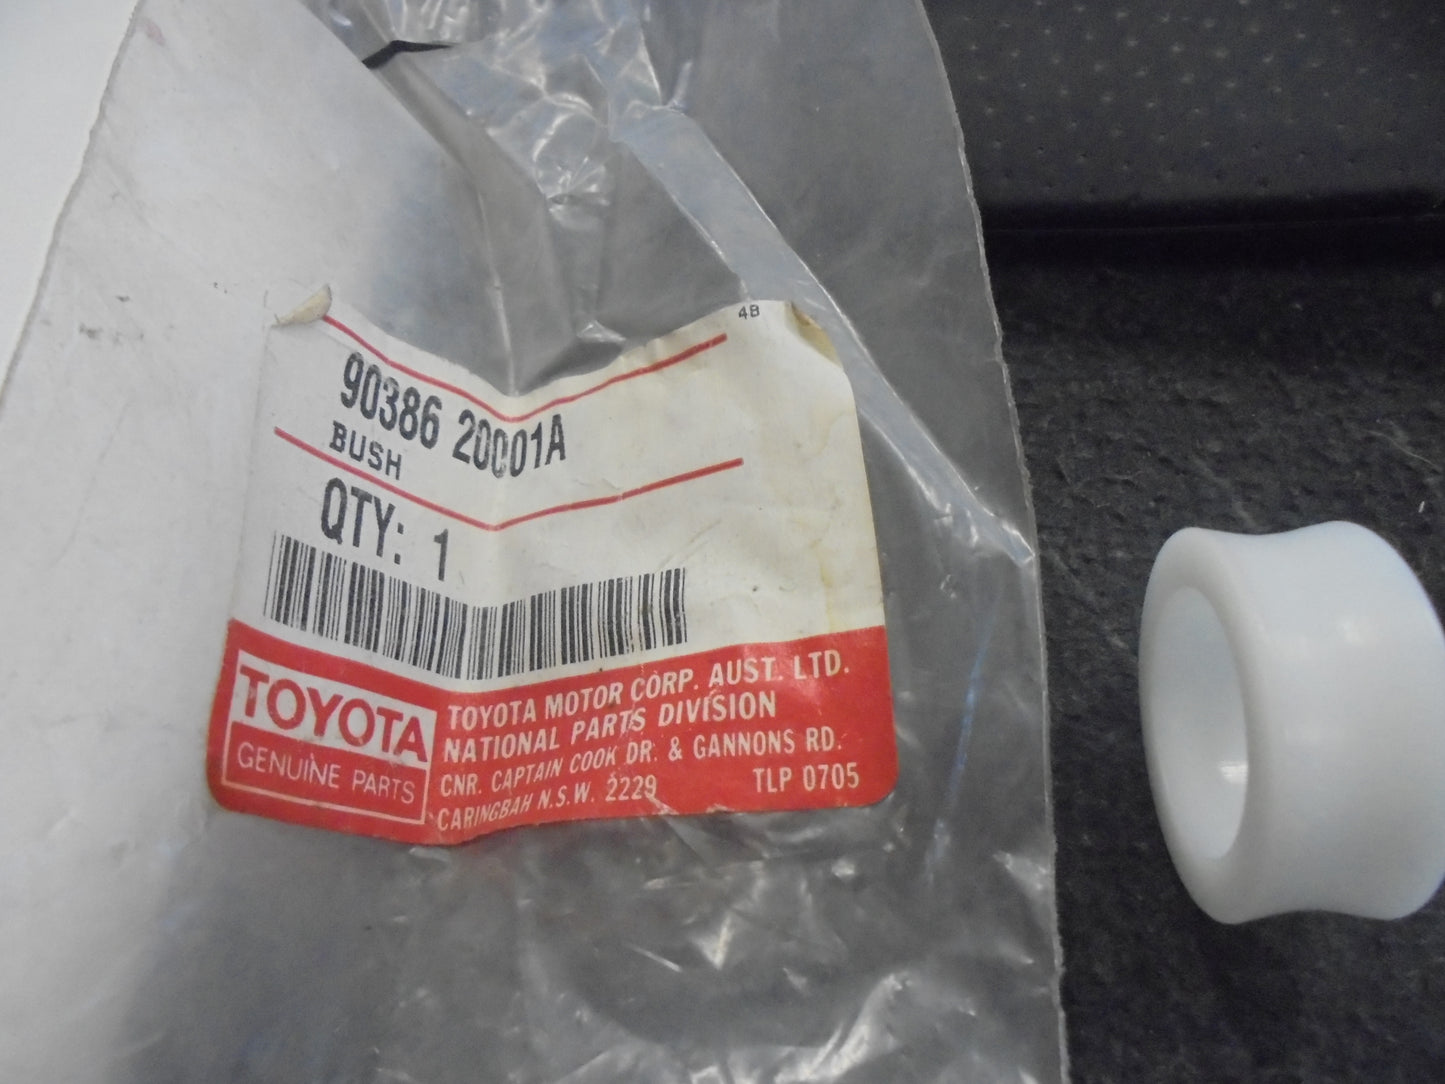 4B
90386 20001A
BUSH
QTY: 1
TOYOTA
GENUINE PARTS
TOYOTA MOTOR CORP. AUST. LTD.
NATIONAL PARTS DIVISION
CNR. CAPTAIN COOK DR. & GANNONS RD.
CARINGBAH N.S.W. 2229 TLP 0705